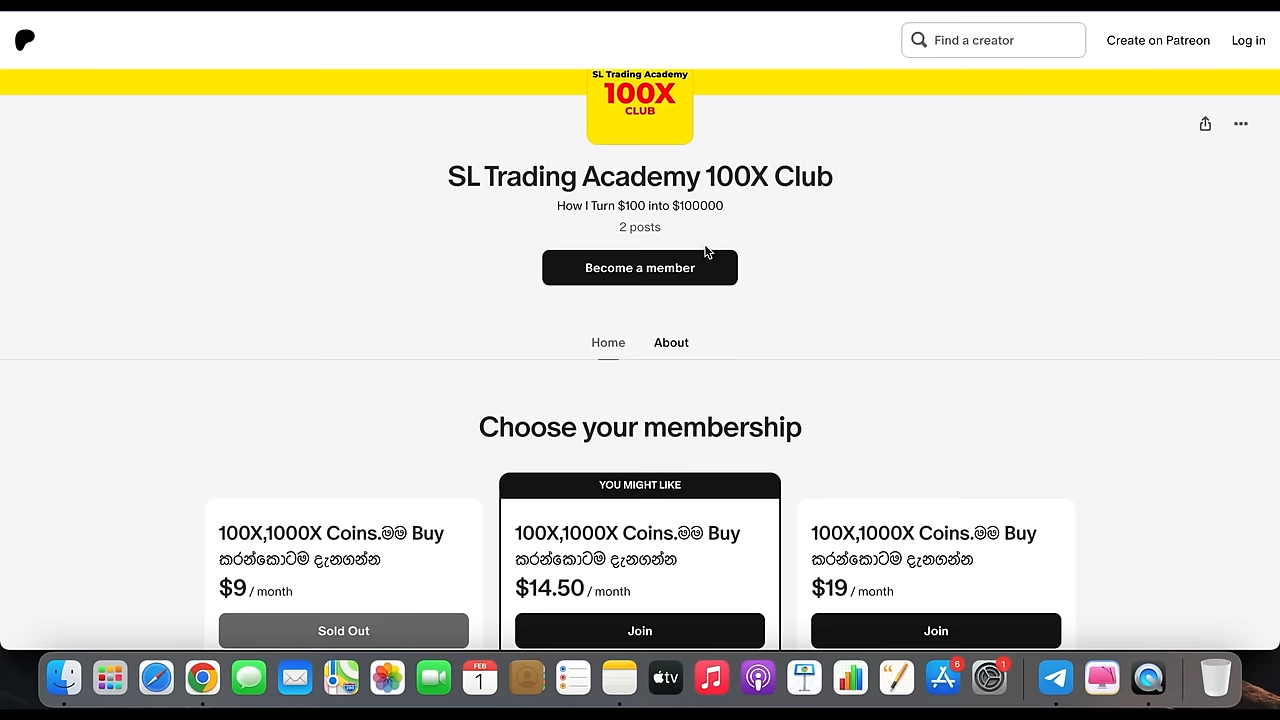 Find a creator
Create on Patreon
Log in
SL Trading Academy
100X
CLUB
SL Trading Academy 100X Club
How I Turn $100 into $100000
2 posts
Become a member
Home
About
Choose your membership
YOU MIGHT LIKE
100X,1000X Coins.මම Buy
කරන්කොටම දැනගන්න
$9 / month
Sold Out
100X,1000X Coins.මම Buy
කරන්කොටම දැනගන්න
$14.50 / month
Join
100X,1000X Coins.මම Buy
කරන්කොටම දැනගන්න
$19 / month
Join
FEB
1
tv
6
1